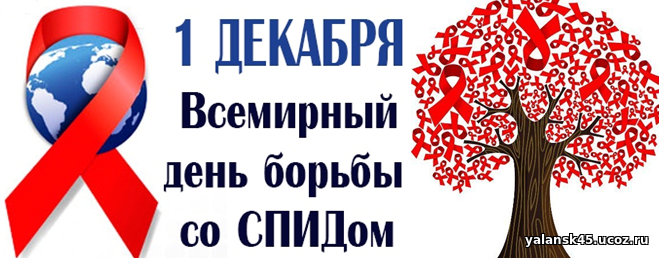 1 ДЕКАБРЯ
Всемирный
день борьбы
со СПИДом
yalansk45.ucoz.ru